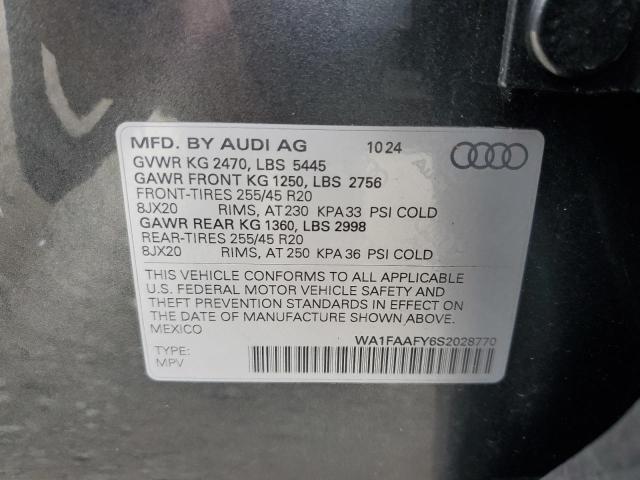 MFD. BY AUDI AG 10 24
GVWR KG 2470, LBS 5445
GAWR FRONT KG 1250, LBS 2756
FRONT-TIRES 255/45 R20
8JX20 RIMS, AT 230 KPA 33 PSI COLD
GAWR REAR KG 1360, LBS 2998
REAR-TIRES 255/45 R20
8JX20 RIMS, AT 250 KPA 36 PSI COLD
THIS VEHICLE CONFORMS TO ALL APPLICABLE
U.S. FEDERAL MOTOR VEHICLE SAFETY AND
THEFT PREVENTION STANDARDS IN EFFECT ON
THE DATE OF MANUFACTURE SHOWN ABOVE.
MEXICO
WA1FAAFY6S2028770
TYPE:
MPV